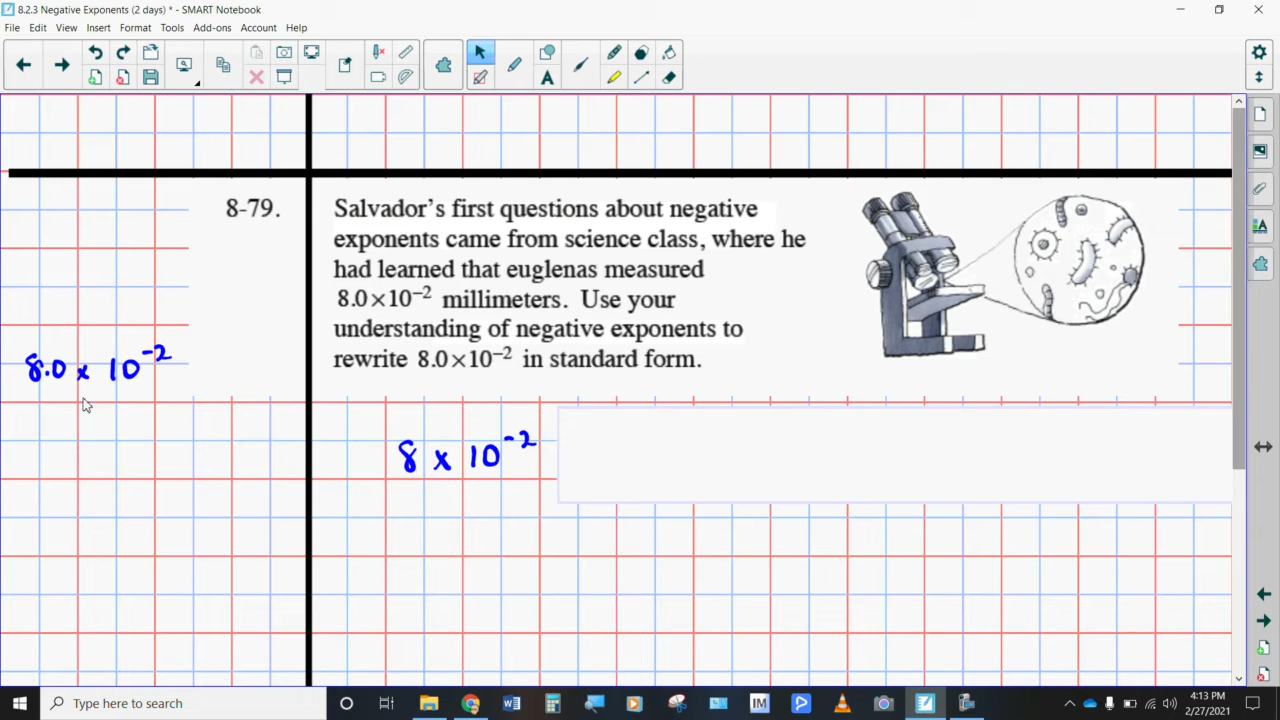 8.2.3 Negative Exponents (2 days) * - SMART Notebook
File Edit View Insert Format Tools Add-ons Account Help
8-79. Salvador's first questions about negative
exponents came from science class, where he
had learned that euglenas measured
8.0×10⁻² millimeters. Use your
understanding of negative exponents to
rewrite 8.0×10⁻² in standard form.
8.0 x 10⁻²
8 x 10⁻²
Type here to search
4:13 PM
2/27/2021